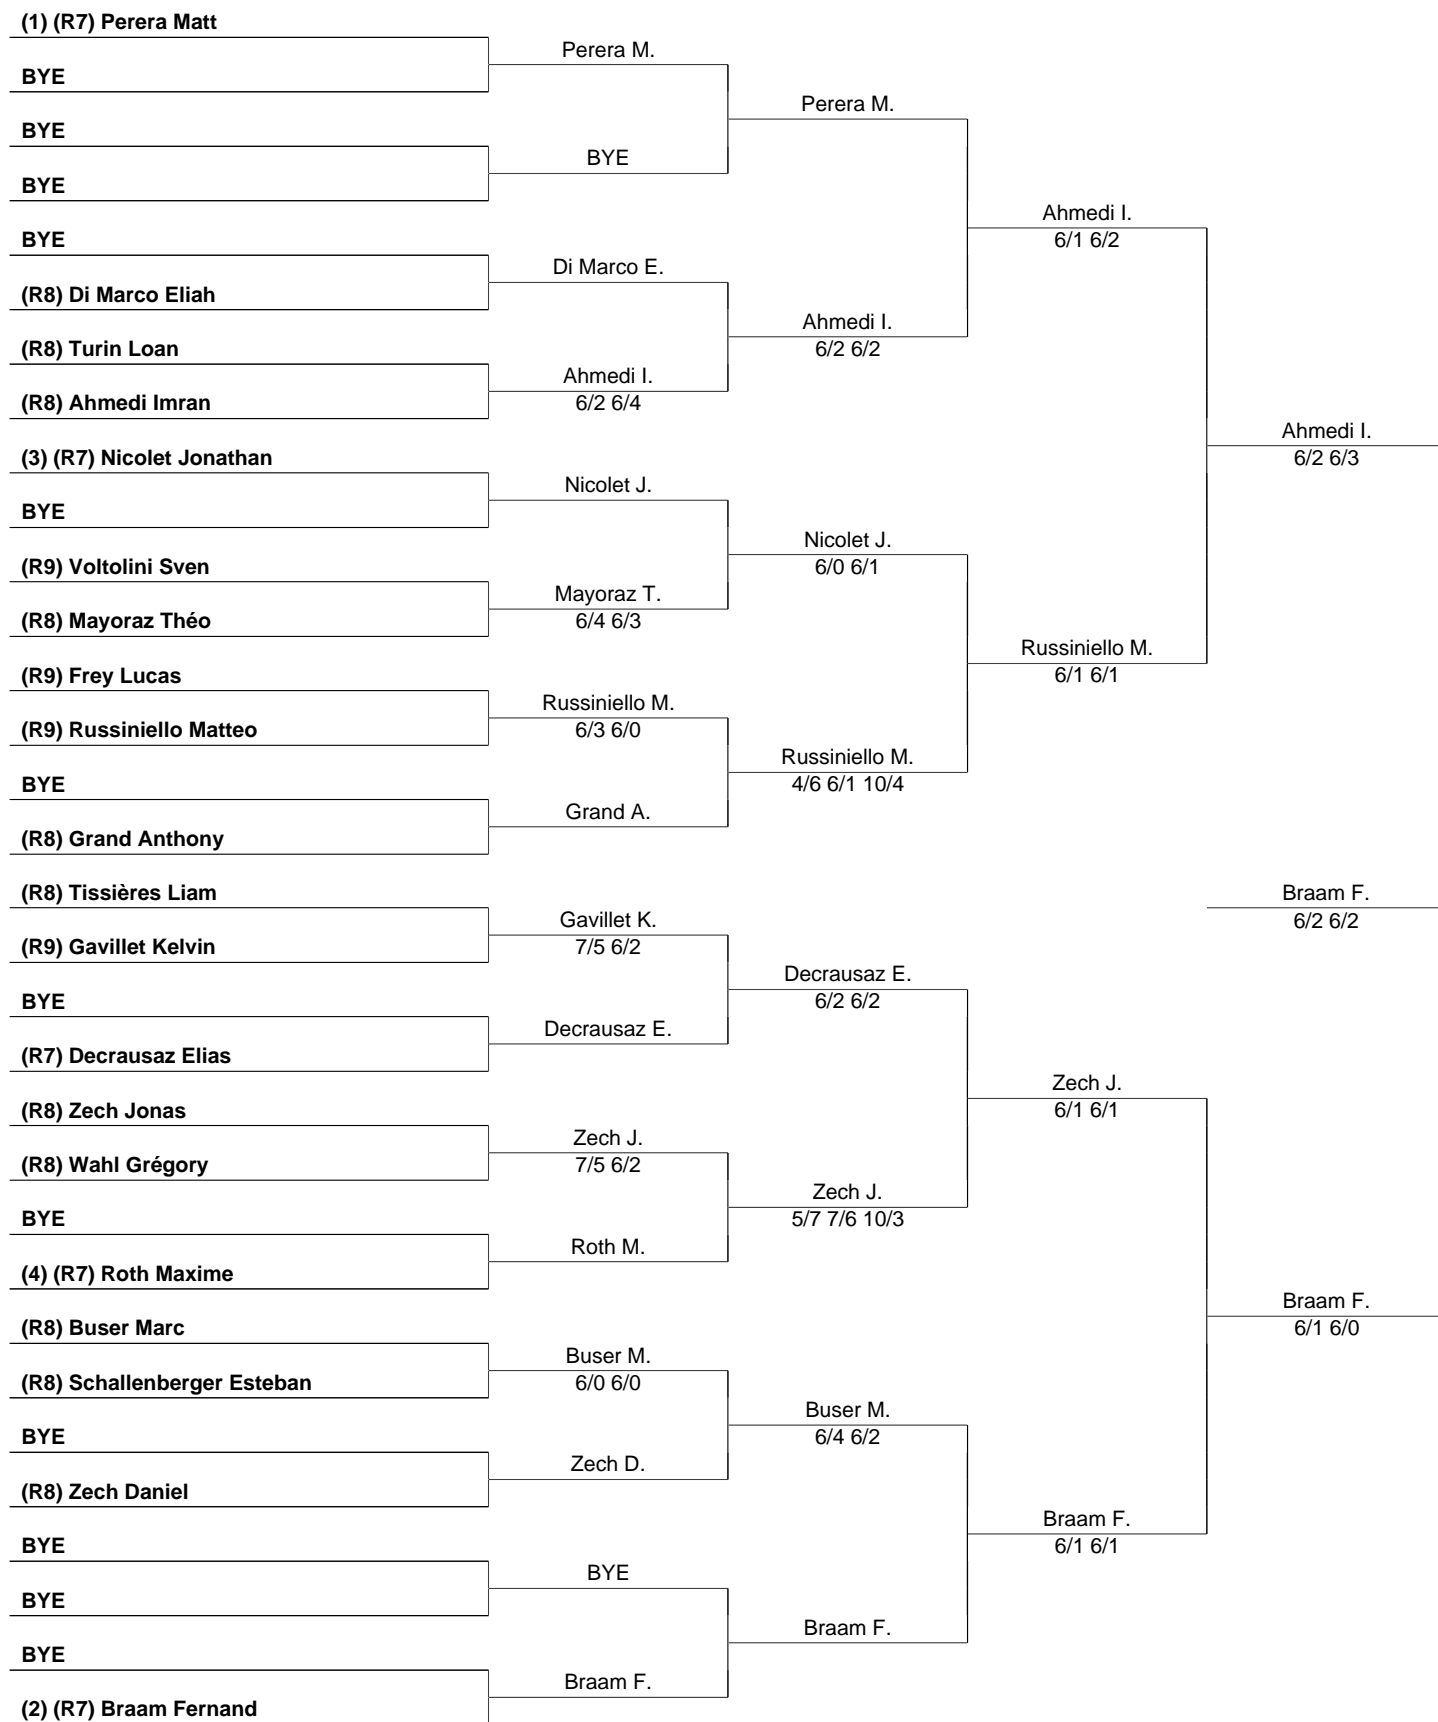 (1) (R7) Perera Matt
BYE
BYE
BYE
BYE
(R8) Di Marco Eliah
(R8) Turin Loan
(R8) Ahmedi Imran
(3) (R7) Nicolet Jonathan
BYE
(R9) Voltolini Sven
(R8) Mayoraz Théo
(R9) Frey Lucas
(R9) Russiniello Matteo
BYE
(R8) Grand Anthony
(R8) Tissières Liam
(R9) Gavillet Kelvin
BYE
(R7) Decrausaz Elias
(R8) Zech Jonas
(R8) Wahl Grégory
BYE
(4) (R7) Roth Maxime
(R8) Buser Marc
(R8) Schallenberger Esteban
BYE
(R8) Zech Daniel
BYE
BYE
BYE
(2) (R7) Braam Fernand
Perera M.
BYE
Di Marco E.
Ahmedi I.
6/2 6/4
Nicolet J.
Mayoraz T.
6/4 6/3
Russiniello M.
6/3 6/0
Grand A.
Gavillet K.
7/5 6/2
Decrausaz E.
Zech J.
7/5 6/2
Roth M.
Buser M.
6/0 6/0
Zech D.
BYE
Braam F.
Perera M.
Ahmedi I.
6/2 6/2
Nicolet J.
6/0 6/1
Russiniello M.
4/6 6/1 10/4
Decrausaz E.
6/2 6/2
Zech J.
5/7 7/6 10/3
Buser M.
6/4 6/2
Braam F.
Ahmedi I.
6/1 6/2
Russiniello M.
6/1 6/1
Zech J.
6/1 6/1
Braam F.
6/1 6/1
Ahmedi I.
6/2 6/3
Braam F.
6/2 6/2
Braam F.
6/1 6/0